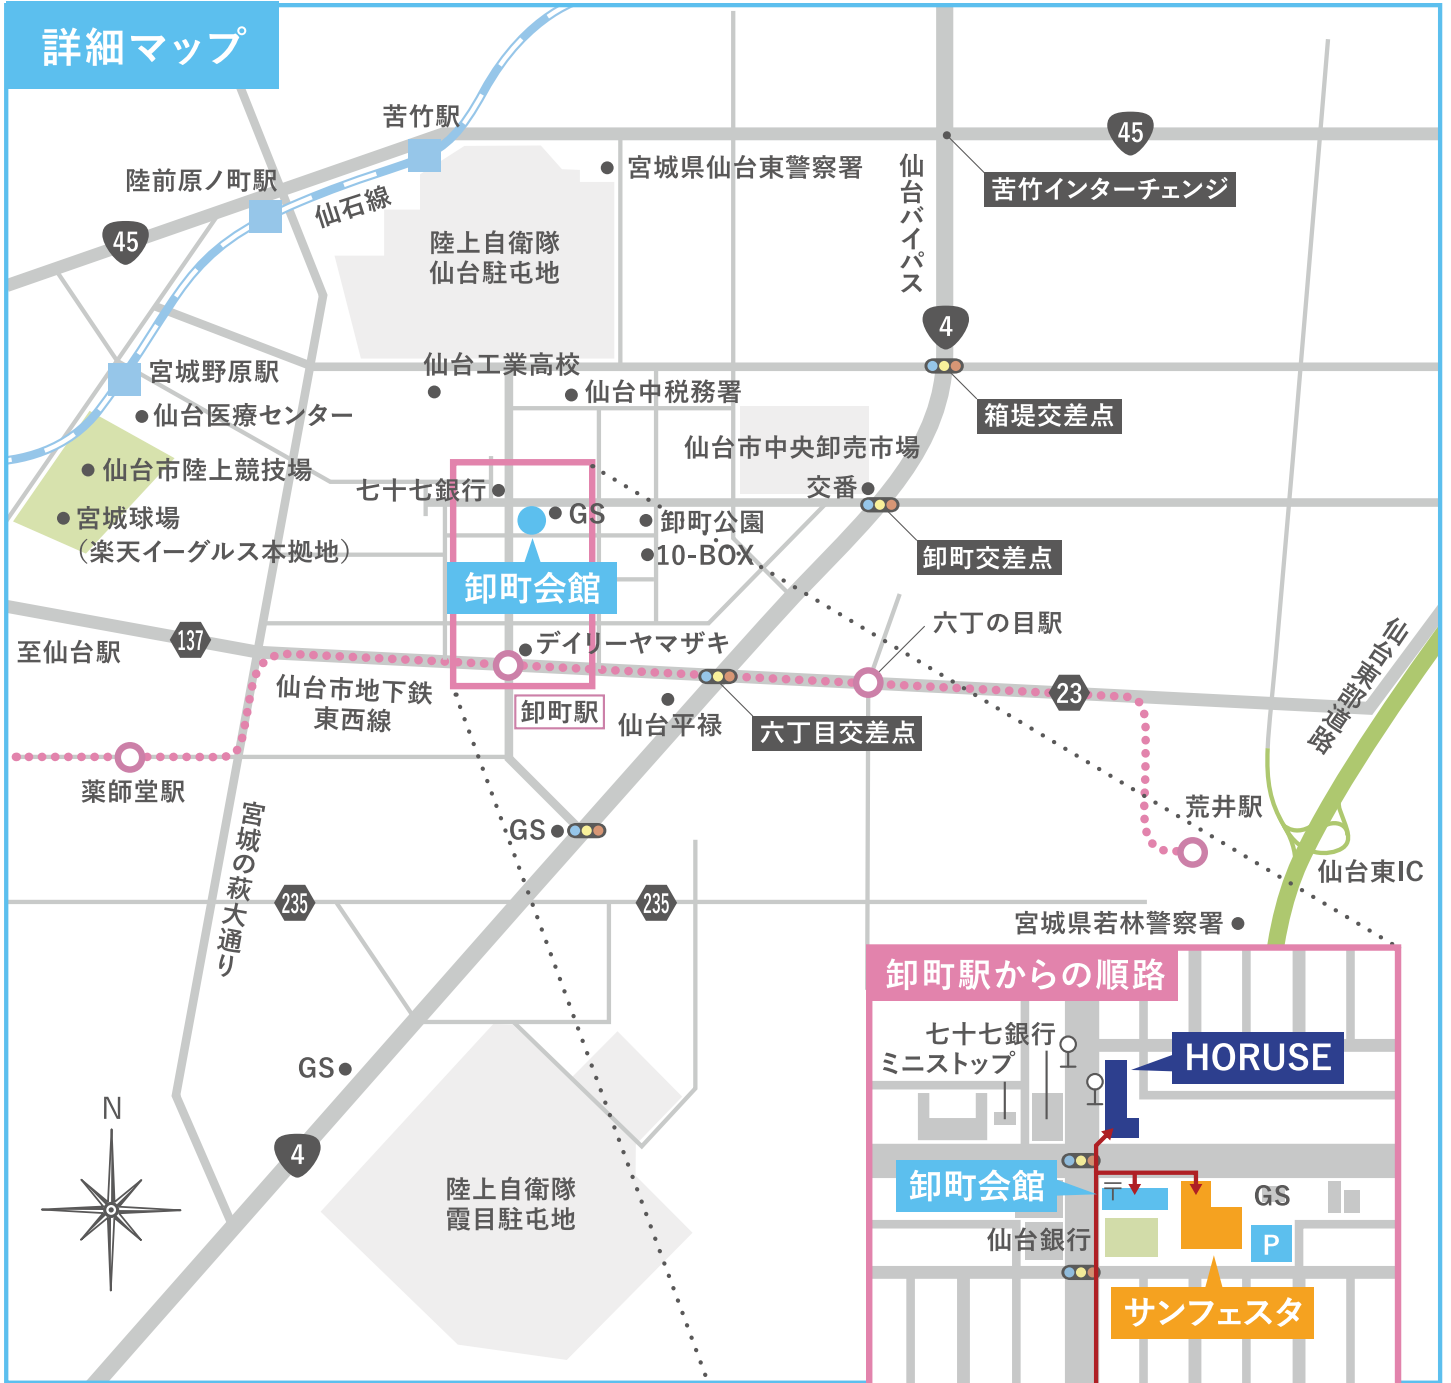 詳細マップ
苦竹駅
45
陸前原ノ町駅
仙石線
宮城県仙台東警察署
仙台バイパス
苦竹インターチェンジ
45
陸上自衛隊
仙台駐屯地
4
宮城野原駅
仙台工業高校
仙台中税務署
箱堤交差点
仙台医療センター
仙台市中央卸売市場
仙台市陸上競技場
七十七銀行
交番
宮城球場
（楽天イーグルス本拠地）
GS
卸町公園
10-BOX
卸町交差点
卸町会館
六丁の目駅
仙台東部道路
137
至仙台駅
デイリーヤマザキ
仙台市地下鉄
東西線
卸町駅
仙台平禄
六丁目交差点
23
薬師堂駅
荒井駅
宮城の萩大通り
GS
仙台東IC
235
235
宮城県若林警察署
GS
N
4
陸上自衛隊
霞目駐屯地
卸町駅からの順路
七十七銀行
ミニストップ
HORUSE
卸町会館
〒
GS
仙台銀行
P
サンフェスタ